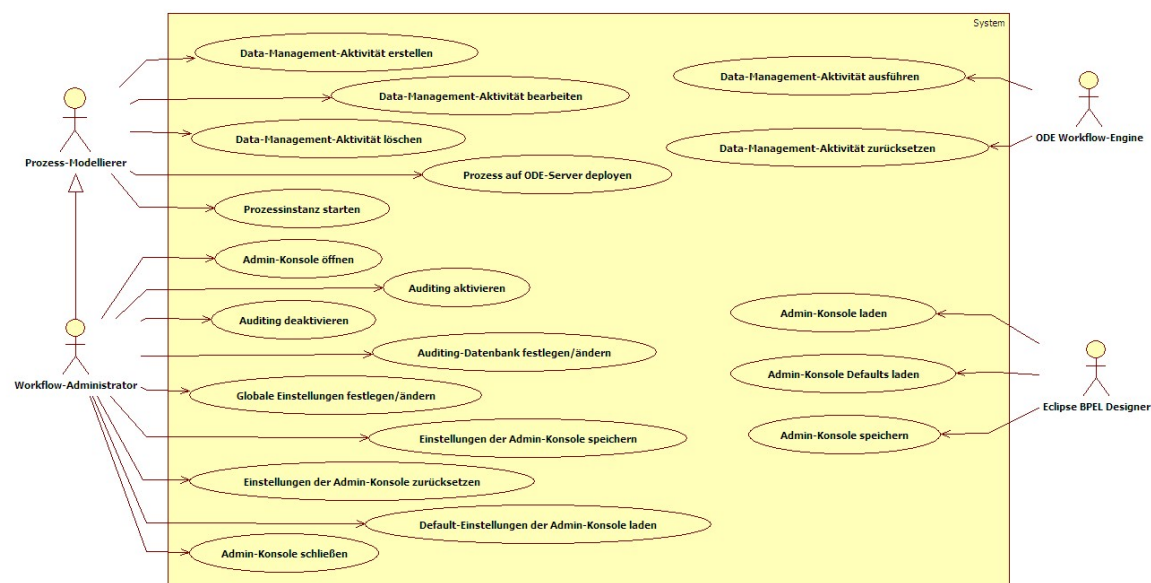 System
Data-Management-Aktivität erstellen
Data-Management-Aktivität ausführen
Data-Management-Aktivität bearbeiten
Data-Management-Aktivität löschen
ODE Workflow-Engine
Data-Management-Aktivität zurücksetzen
Prozess-Modellierer
Prozess auf ODE-Server deployen
Prozessinstanz starten
Admin-Konsole öffnen
Auditing aktivieren
Admin-Konsole laden
Auditing deaktivieren
Auditing-Datenbank festlegen/ändern
Admin-Konsole Defaults laden
Workflow-Administrator
Globale Einstellungen festlegen/ändern
Eclipse BPEL Designer
Admin-Konsole speichern
Einstellungen der Admin-Konsole speichern
Einstellungen der Admin-Konsole zurücksetzen
Default-Einstellungen der Admin-Konsole laden
Admin-Konsole schließen